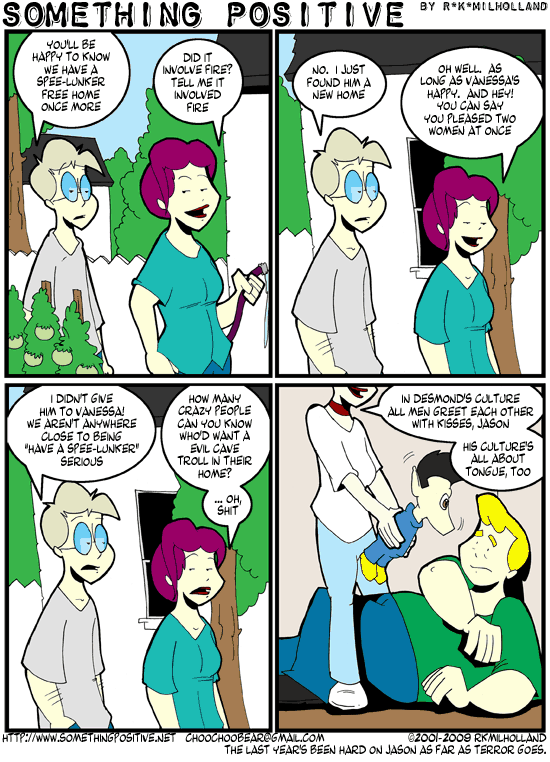 SOMETHING POSITIVE BY R*K*MILHOLLAND
YOU'LL BE
HAPPY TO KNOW
WE HAVE A
SPEE-LUNKER
FREE HOME
ONCE MORE
DID IT
INVOLVE FIRE?
TELL ME IT
INVOLVED
FIRE
NO. I JUST
FOUND HIM A
NEW HOME
OH WELL. AS
LONG AS VANESSA'S
HAPPY. AND HEY!
YOU CAN SAY
YOU PLEASED TWO
WOMEN AT ONCE
I DIDN'T GIVE
HIM TO VANESSA!
WE AREN'T ANYWHERE
CLOSE TO BEING
"HAVE A SPEE-LUNKER"
SERIOUS
HOW MANY
CRAZY PEOPLE
CAN YOU KNOW
WHO'D WANT A
EVIL CAVE
TROLL IN THEIR
HOME?
... OH,
SHIT
IN DESMOND'S CULTURE
ALL MEN GREET EACH OTHER
WITH KISSES, JASON
HIS CULTURE'S
ALL ABOUT
TONGUE, TOO
HTTP://WWW.SOMETHINGPOSITIVE.NET CHOOCHOOBEAR@GMAIL.COM ©2001-2009 RKMILHOLLAND
THE LAST YEAR'S BEEN HARD ON JASON AS FAR AS TERROR GOES.